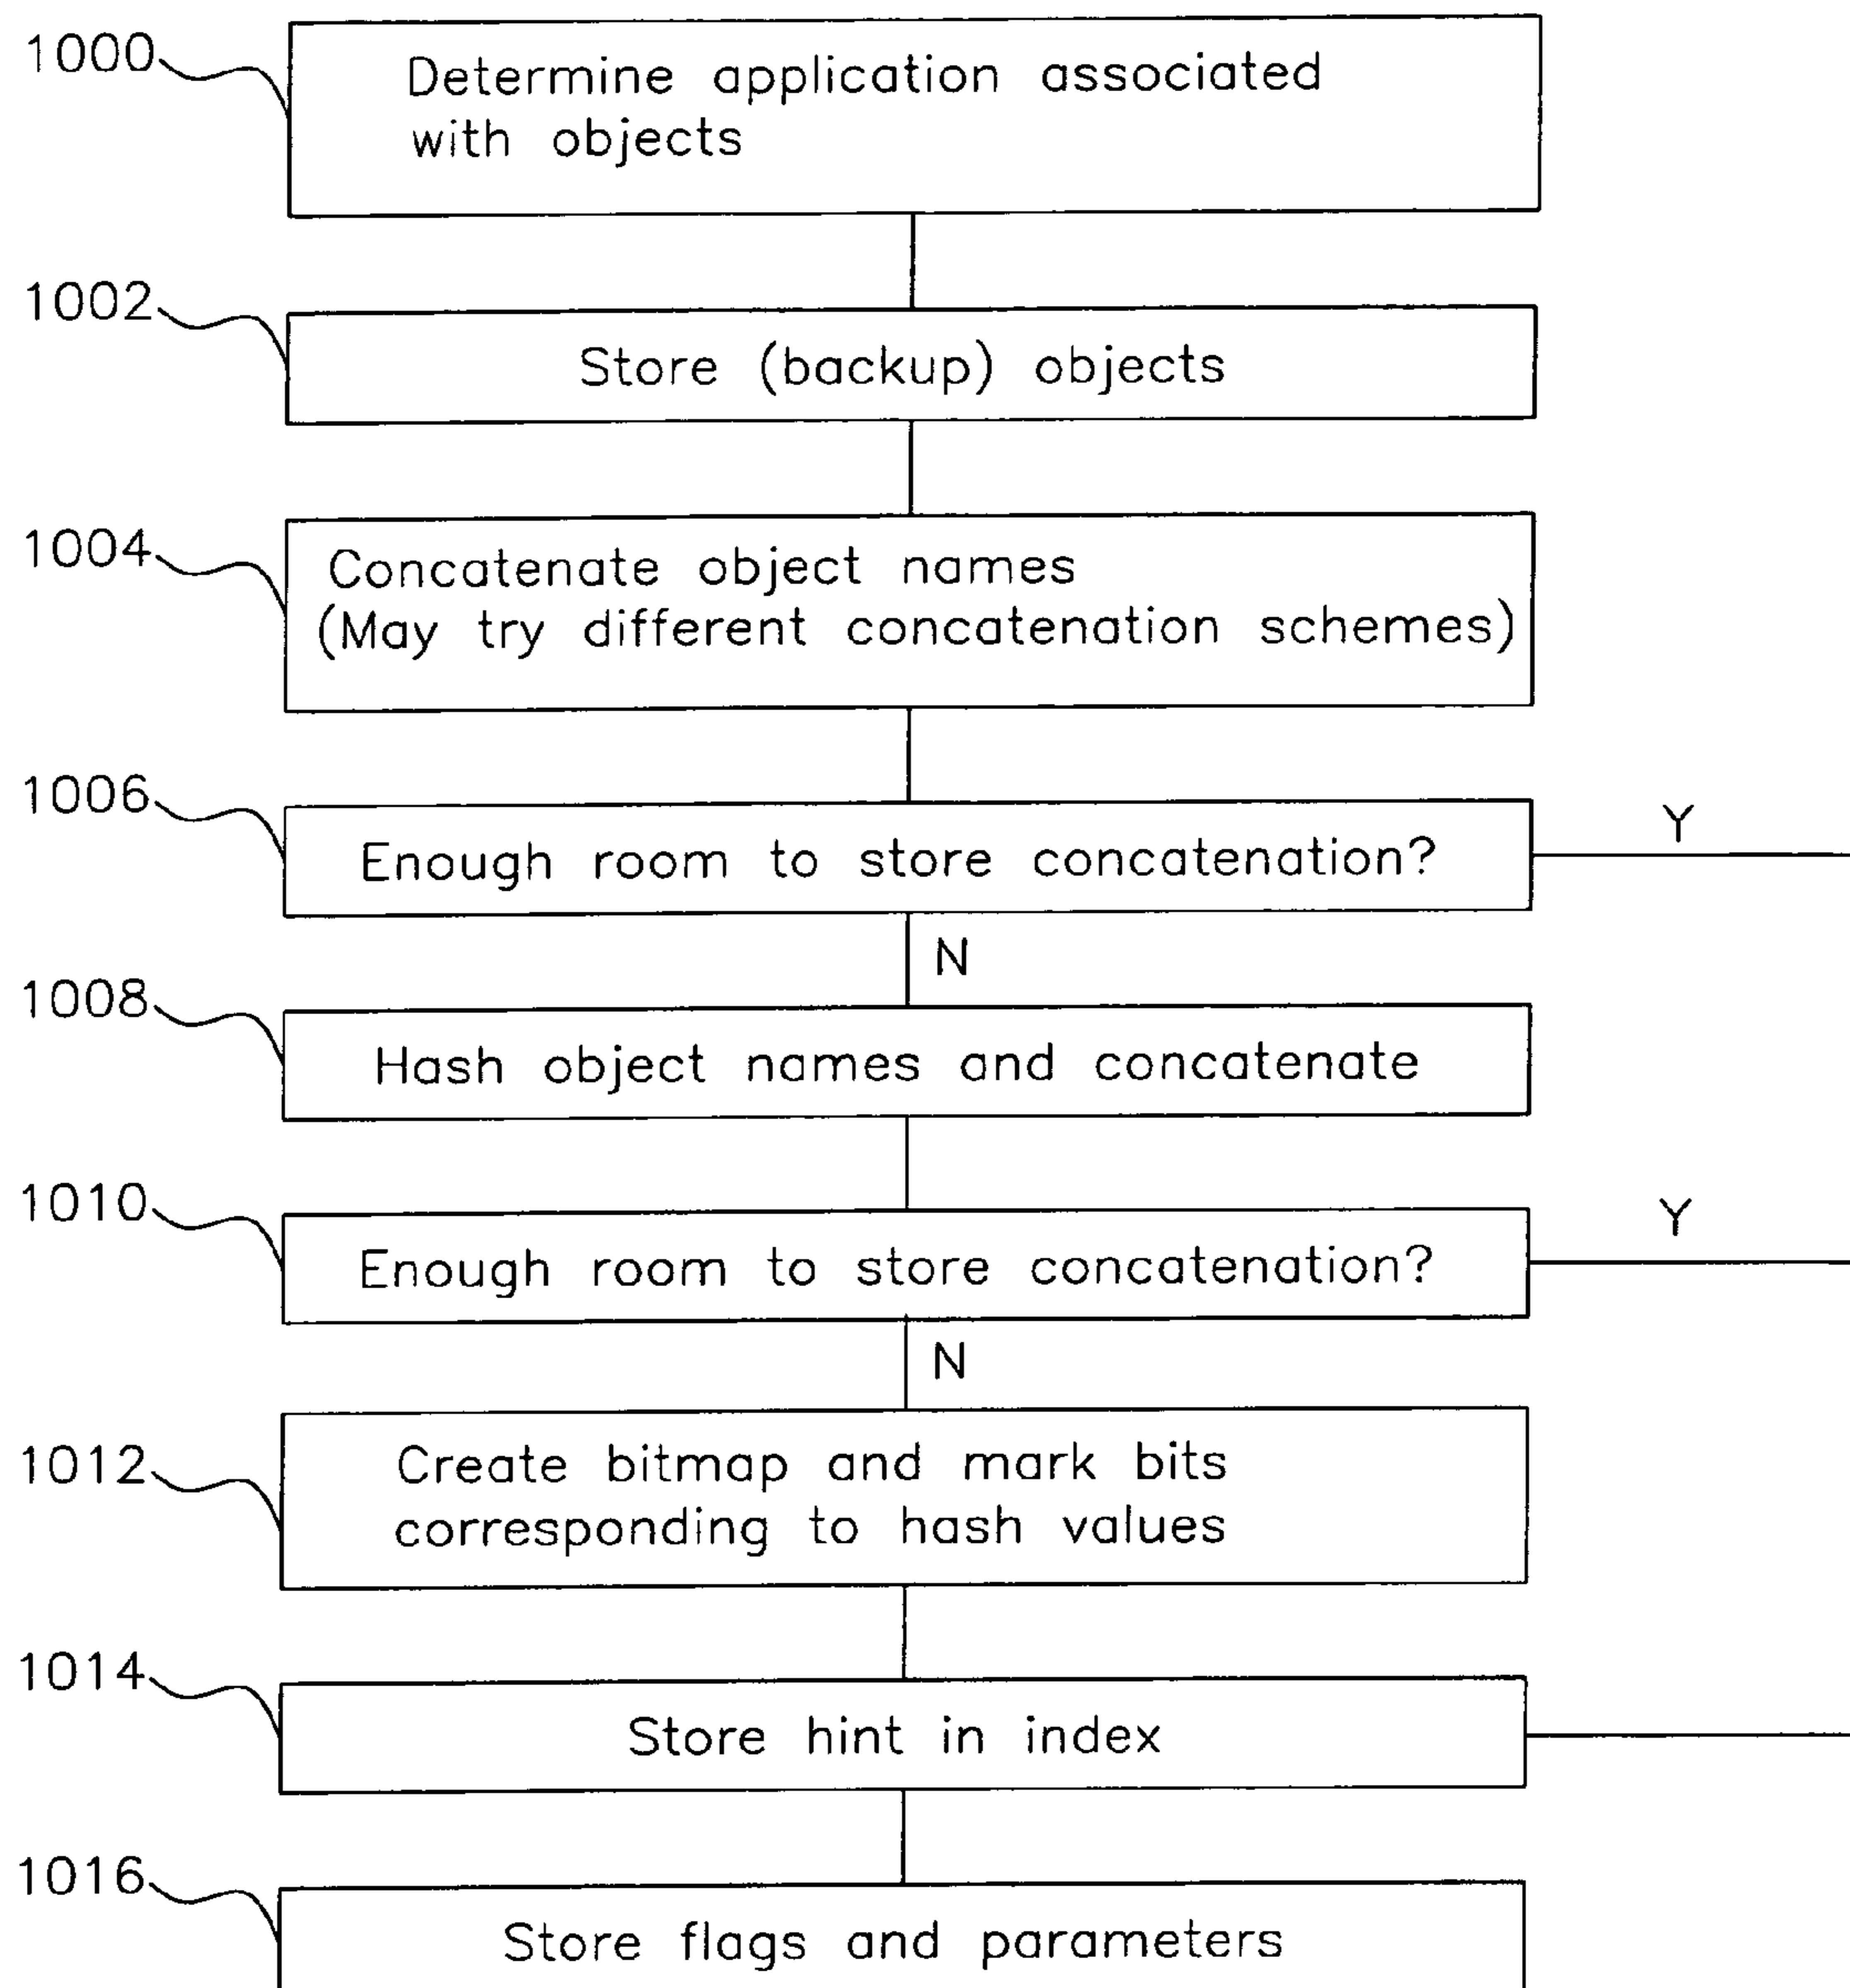 1000
Determine application associated
with objects
1002
Store (backup) objects
1004
Concatenate object names
(May try different concatenation schemes)
1006
Enough room to store concatenation?
Y
N
1008
Hash object names and concatenate
1010
Enough room to store concatenation?
Y
N
1012
Create bitmap and mark bits
corresponding to hash values
1014
Store hint in index
1016
Store flags and parameters